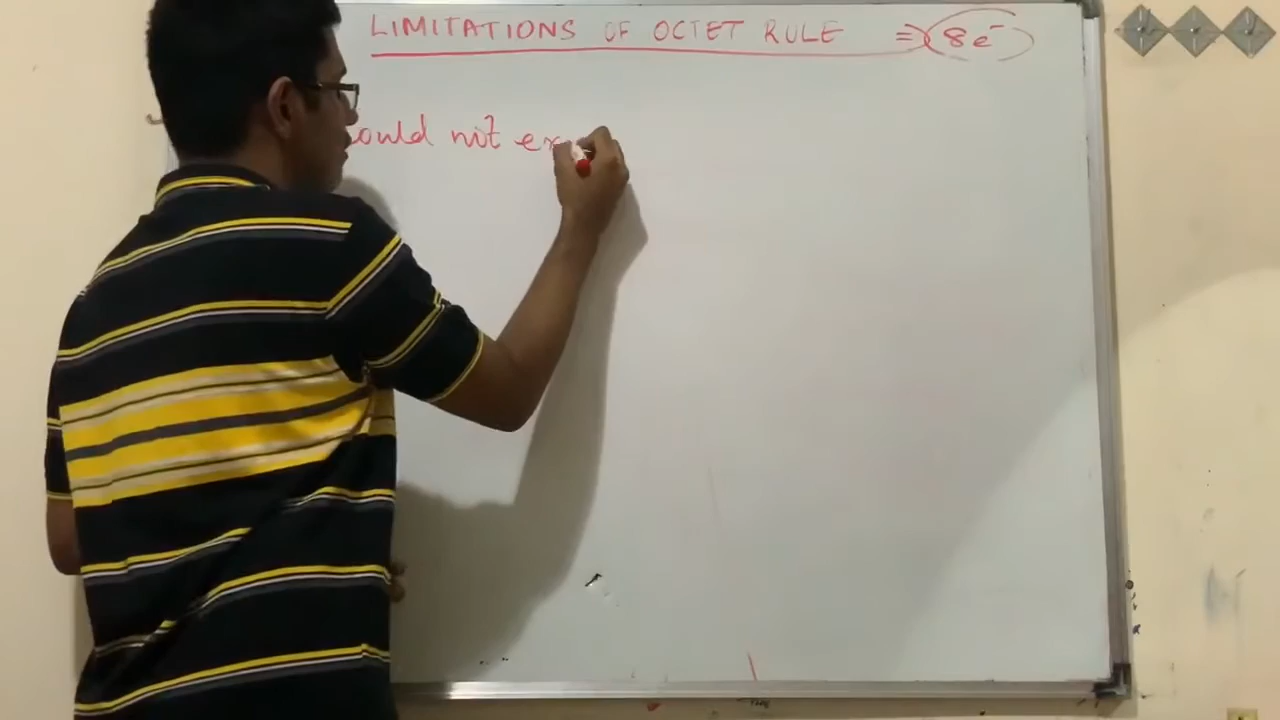 LIMITATIONS OF OCTET RULE ⇒ 8e⁻
ould not ex